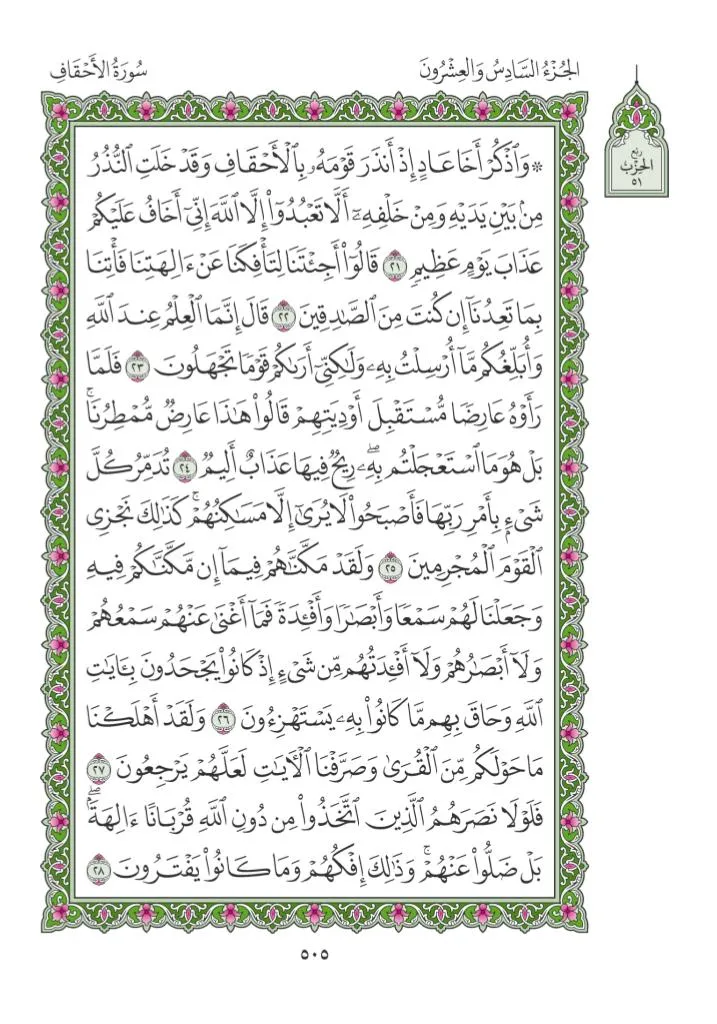 الجُزْءُ السَّادِسُ وَالعِشْرُونَ
سُورَةُ الأَحْقَافِ
ربع
الحِزْبِ
٥١
۞ وَٱذۡكُرۡ أَخَا عَادٍ إِذۡ أَنذَرَ قَوۡمَهُۥ بِٱلۡأَحۡقَافِ وَقَدۡ خَلَتِ ٱلنُّذُرُ
مِنۢ بَيۡنِ يَدَيۡهِ وَمِنۡ خَلۡفِهِۦٓ أَلَّا تَعۡبُدُوٓاْ إِلَّا ٱللَّهَ إِنِّيٓ أَخَافُ عَلَيۡكُمۡ
عَذَابَ يَوۡمٍ عَظِيمٖ ٢١ قَالُوٓاْ أَجِئۡتَنَا لِتَأۡفِكَنَا عَنۡ ءَالِهَتِنَا فَأۡتِنَا
بِمَا تَعِدُنَآ إِن كُنتَ مِنَ ٱلصَّٰدِقِينَ ٢٢ قَالَ إِنَّمَا ٱلۡعِلۡمُ عِندَ ٱللَّهِ
وَأُبَلِّغُكُم مَّآ أُرۡسِلۡتُ بِهِۦ وَلَٰكِنِّيٓ أَرَىٰكُمۡ قَوۡمٗا تَجۡهَلُونَ ٢٣ فَلَمَّا
رَأَوۡهُ عَارِضٗا مُّسۡتَقۡبِلَ أَوۡدِيَتِهِمۡ قَالُواْ هَٰذَا عَارِضٞ مُّمۡطِرُنَاۚ
بَلۡ هُوَ مَا ٱسۡتَعۡجَلۡتُم بِهِۦۖ رِيحٞ فِيهَا عَذَابٌ أَلِيمٞ ٢٤ تُدَمِّرُ كُلَّ
شَيۡءِۭ بِأَمۡرِ رَبِّهَا فَأَصۡبَحُواْ لَا يُرَىٰٓ إِلَّا مَسَٰكِنُهُمۡۚ كَذَٰلِكَ نَجۡزِي
ٱلۡقَوۡمَ ٱلۡمُجۡرِمِينَ ٢٥ وَلَقَدۡ مَكَّنَّٰهُمۡ فِيمَآ إِن مَّكَّنَّٰكُمۡ فِيهِ
وَجَعَلۡنَا لَهُمۡ سَمۡعٗا وَأَبۡصَٰرٗا وَأَفۡـِٔدَةٗ فَمَآ أَغۡنَىٰ عَنۡهُمۡ سَمۡعُهُمۡ
وَلَآ أَبۡصَٰرُهُمۡ وَلَآ أَفۡـِٔدَتُهُم مِّن شَيۡءٍ إِذۡ كَانُواْ يَجۡحَدُونَ بِـَٔايَٰتِ
ٱللَّهِ وَحَاقَ بِهِم مَّا كَانُواْ بِهِۦ يَسۡتَهۡزِءُونَ ٢٦ وَلَقَدۡ أَهۡلَكۡنَا
مَا حَوۡلَكُم مِّنَ ٱلۡقُرَىٰ وَصَرَّفۡنَا ٱلۡأٓيَٰتِ لَعَلَّهُمۡ يَرۡجِعُونَ ٢٧
فَلَوۡلَا نَصَرَهُمُ ٱلَّذِينَ ٱتَّخَذُواْ مِن دُونِ ٱللَّهِ قُرۡبَانًا ءَالِهَةَۢۖ
بَلۡ ضَلُّواْ عَنۡهُمۡۚ وَذَٰلِكَ إِفۡكُهُمۡ وَمَا كَانُواْ يَفۡتَرُونَ ٢٨
٥٠٥